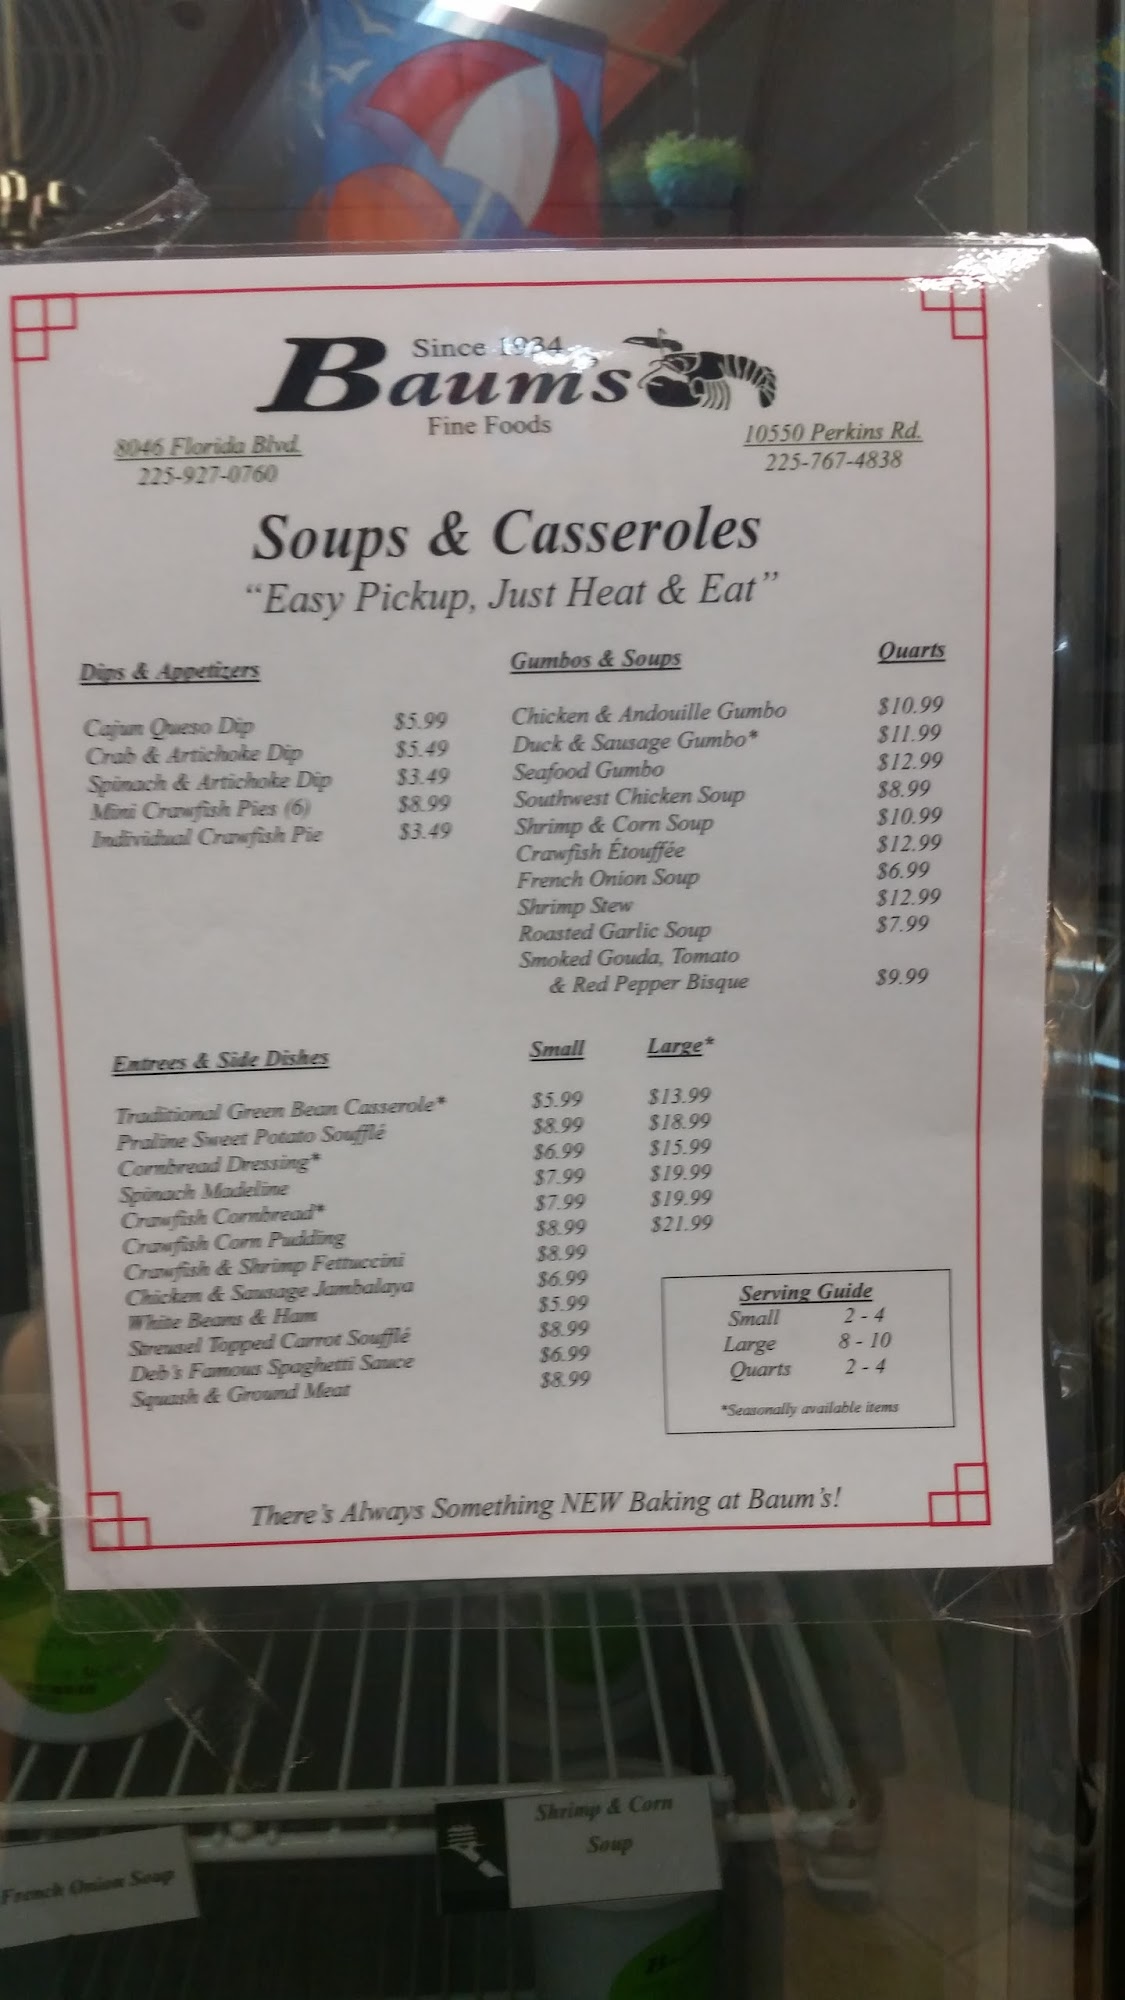 Since 1934
Baum's
Fine Foods
8046 Florida Blvd. 10550 Perkins Rd.
225-927-0760 225-767-4838
Soups & Casseroles
“Easy Pickup, Just Heat & Eat”
Dips & Appetizers
Cajun Queso Dip $5.99
Crab & Artichoke Dip $5.49
Spinach & Artichoke Dip $3.49
Mini Crawfish Pies (6) $8.99
Individual Crawfish Pie $3.49
Gumbos & Soups Quarts
Chicken & Andouille Gumbo $10.99
Duck & Sausage Gumbo* $11.99
Seafood Gumbo $12.99
Southwest Chicken Soup $8.99
Shrimp & Corn Soup $10.99
Crawfish Étouffée $12.99
French Onion Soup $6.99
Shrimp Stew $12.99
Roasted Garlic Soup $7.99
Smoked Gouda, Tomato
& Red Pepper Bisque $9.99
Entrees & Side Dishes Small Large*
Traditional Green Bean Casserole* $5.99 $13.99
Praline Sweet Potato Soufflé $8.99 $18.99
Cornbread Dressing* $6.99 $15.99
Spinach Madeline $7.99 $19.99
Crawfish Cornbread* $7.99 $19.99
Crawfish Corn Pudding $8.99 $21.99
Crawfish & Shrimp Fettuccini $8.99
Chicken & Sausage Jambalaya $6.99
White Beans & Ham $5.99
Streusel Topped Carrot Soufflé $8.99
Deb's Famous Spaghetti Sauce $6.99
Squash & Ground Meat $8.99
Serving Guide
Small 2 - 4
Large 8 - 10
Quarts 2 - 4
*Seasonally available items
There's Always Something NEW Baking at Baum's!
Shrimp & Corn
Soup
French Onion Soup